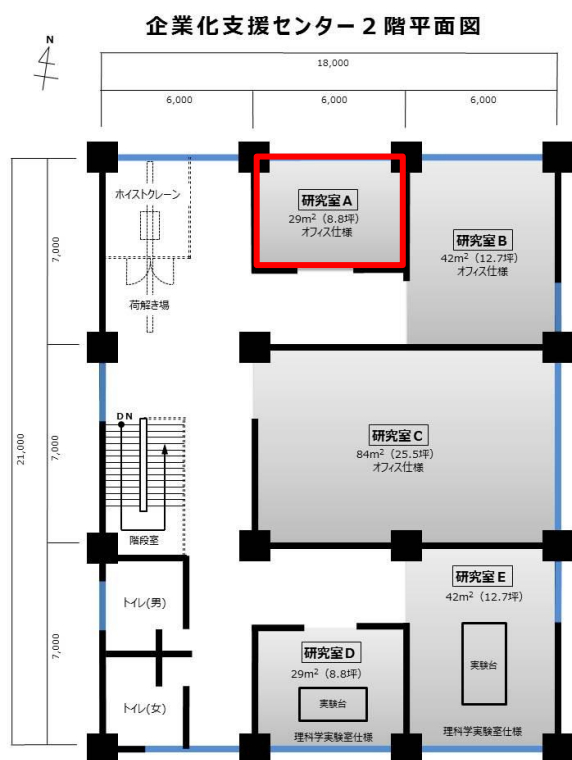 企業化支援センター２階平面図
N
18,000
6,000
6,000
6,000
21,000
7,000
7,000
7,000
ホイストクレーン
荷解き場
研究室A
29m²（8.8坪）
オフィス仕様
研究室B
42m²（12.7坪）
オフィス仕様
研究室C
84m²（25.5坪）
オフィス仕様
DN
階段室
トイレ(男)
トイレ(女)
研究室D
29m²（8.8坪）
実験台
理科学実験室仕様
研究室E
42m²（12.7坪）
実験台
理科学実験室仕様